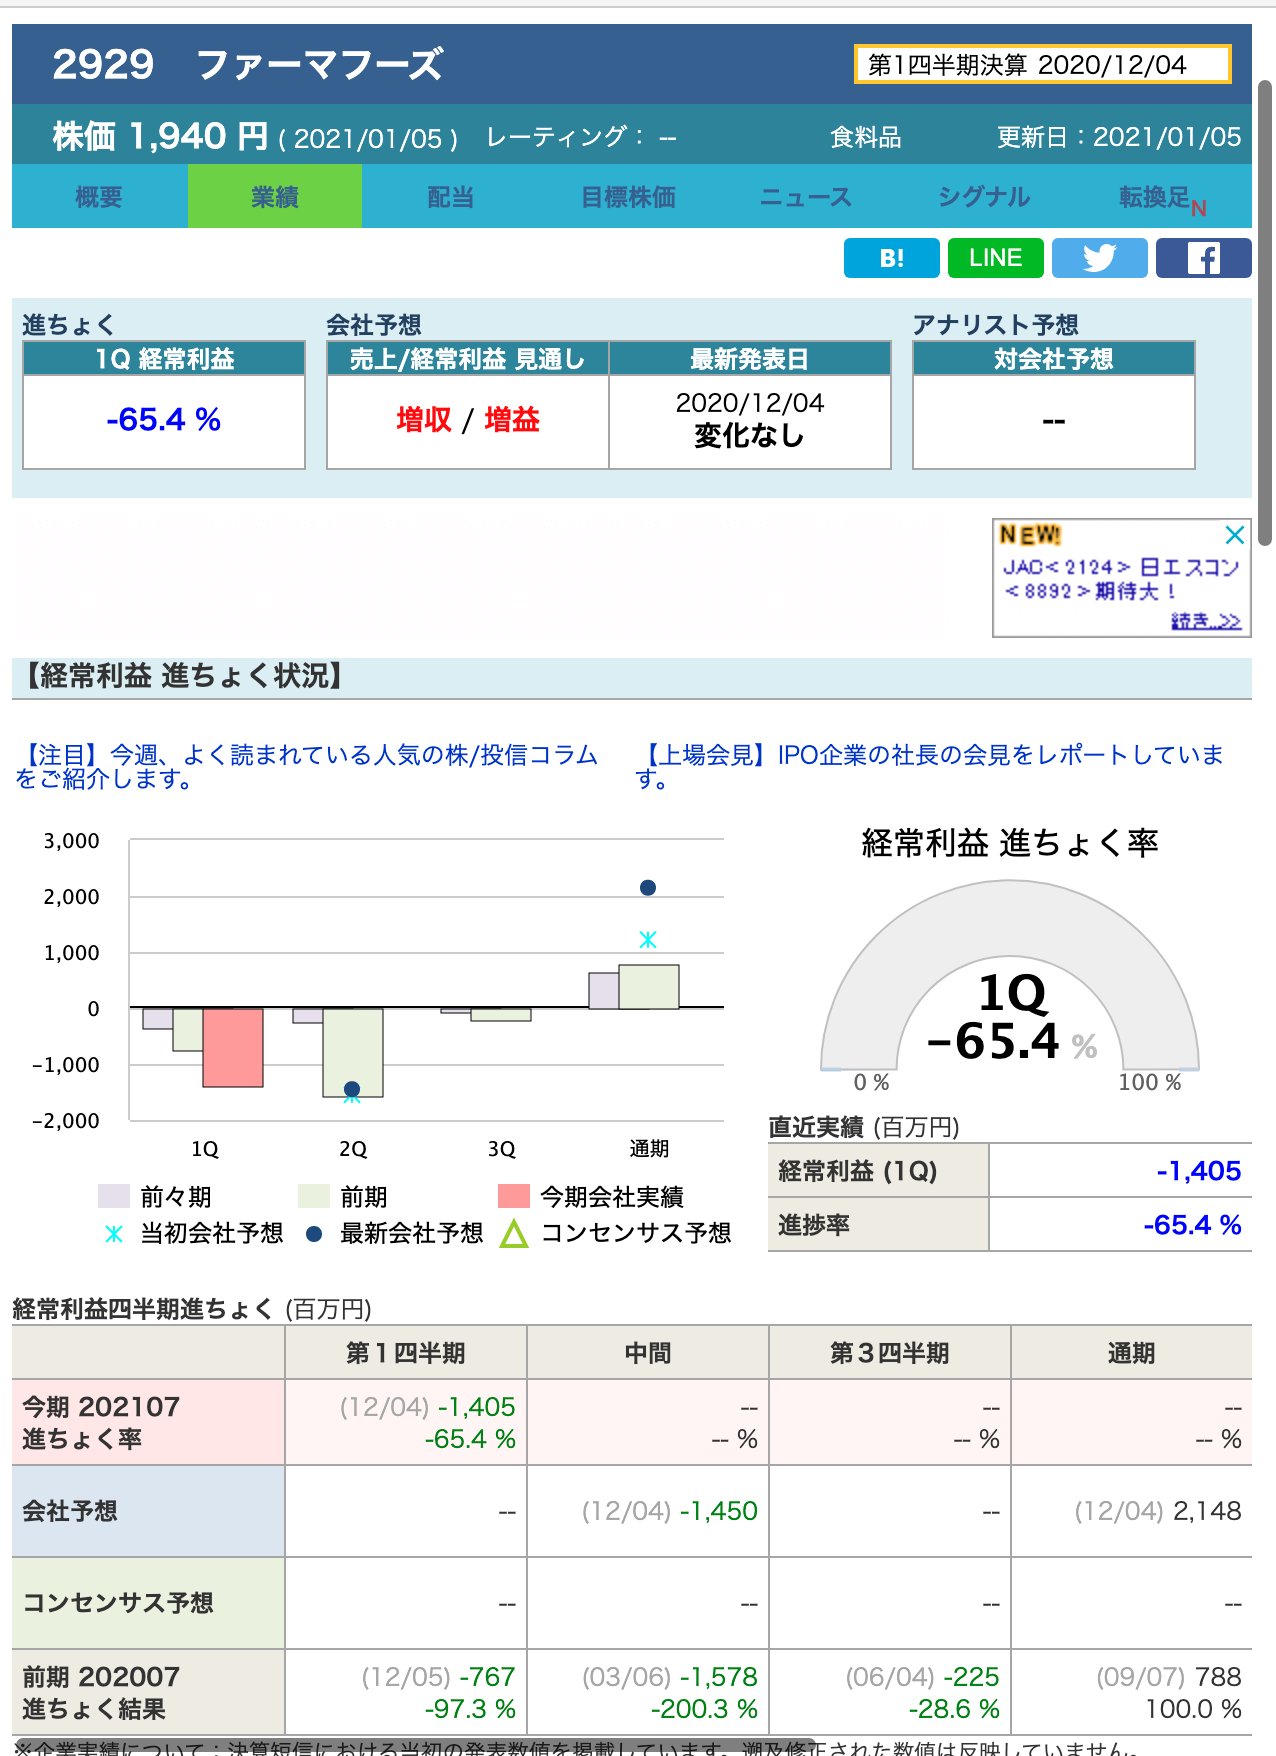 2929 ファーマフーズ
第1四半期決算 2020/12/04
株価 1,940 円 ( 2021/01/05 ) レーティング： -- 食料品 更新日：2021/01/05
概要 業績 配当 目標株価 ニュース シグナル 転換足N
B! LINE
進ちょく 会社予想 アナリスト予想
1Q 経常利益 売上/経常利益 見通し 最新発表日 対会社予想
-65.4 % 増収 / 増益 2020/12/04 --
変化なし
NEW!
JAC<2124> 日エスコン
<8892>期待大！
続き..>>
【経常利益 進ちょく状況】
【注目】今週、よく読まれている人気の株/投信コラム
をご紹介します。
【上場会見】IPO企業の社長の会見をレポートしていま
す。
3,000
2,000
1,000
0
−1,000
−2,000
1Q 2Q 3Q 通期
前々期 前期 今期会社実績
当初会社予想 最新会社予想 コンセンサス予想
経常利益 進ちょく率
1Q
−65.4 %
0 % 100 %
直近実績 (百万円)
経常利益 (1Q) -1,405
進捗率 -65.4 %
経常利益四半期進ちょく (百万円)
第１四半期 中間 第３四半期 通期
今期 202107 (12/04) -1,405 -- -- --
進ちょく率 -65.4 % -- % -- % -- %
会社予想 -- (12/04) -1,450 -- (12/04) 2,148
コンセンサス予想 -- -- -- --
前期 202007 (12/05) -767 (03/06) -1,578 (06/04) -225 (09/07) 788
進ちょく結果 -97.3 % -200.3 % -28.6 % 100.0 %
※企業実績について：決算短信における当初の発表数値を掲載しています。遡及修正された数値は反映していません。